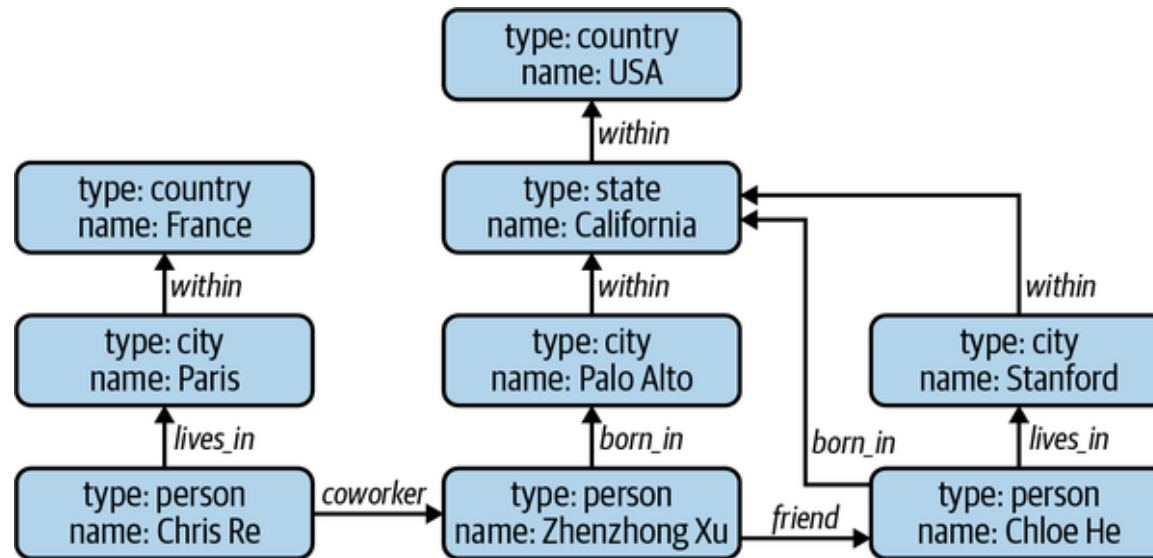 type: country
name: USA
within
type: country
name: France
type: state
name: California
within
within
within
type: city
name: Paris
type: city
name: Palo Alto
type: city
name: Stanford
lives_in
born_in
born_in
lives_in
type: person
name: Chris Re
coworker
type: person
name: Zhenzhong Xu
friend
type: person
name: Chloe He